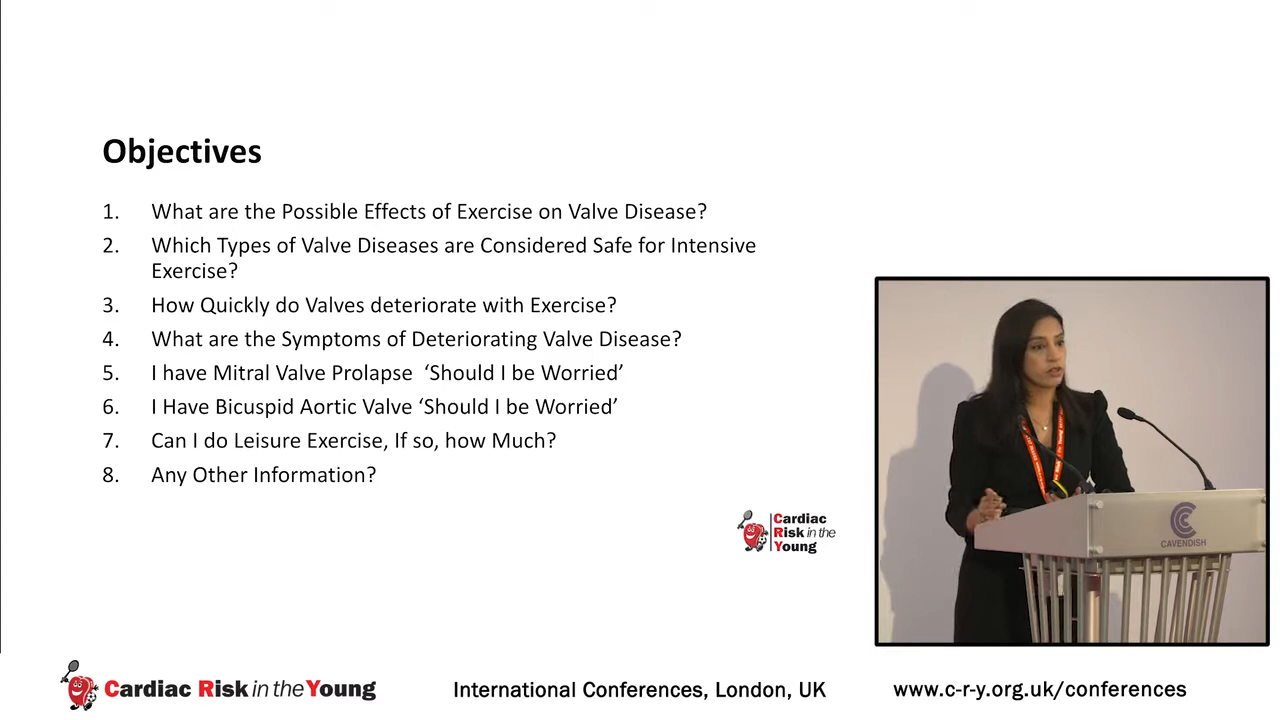 Objectives
1. What are the Possible Effects of Exercise on Valve Disease?
2. Which Types of Valve Diseases are Considered Safe for Intensive
Exercise?
3. How Quickly do Valves deteriorate with Exercise?
4. What are the Symptoms of Deteriorating Valve Disease?
5. I have Mitral Valve Prolapse ‘Should I be Worried’
6. I Have Bicuspid Aortic Valve ‘Should I be Worried’
7. Can I do Leisure Exercise, If so, how Much?
8. Any Other Information?
Cardiac
Risk in the
Young
CAVENDISH
Cardiac Risk in the Young
International Conferences, London, UK
www.c-r-y.org.uk/conferences